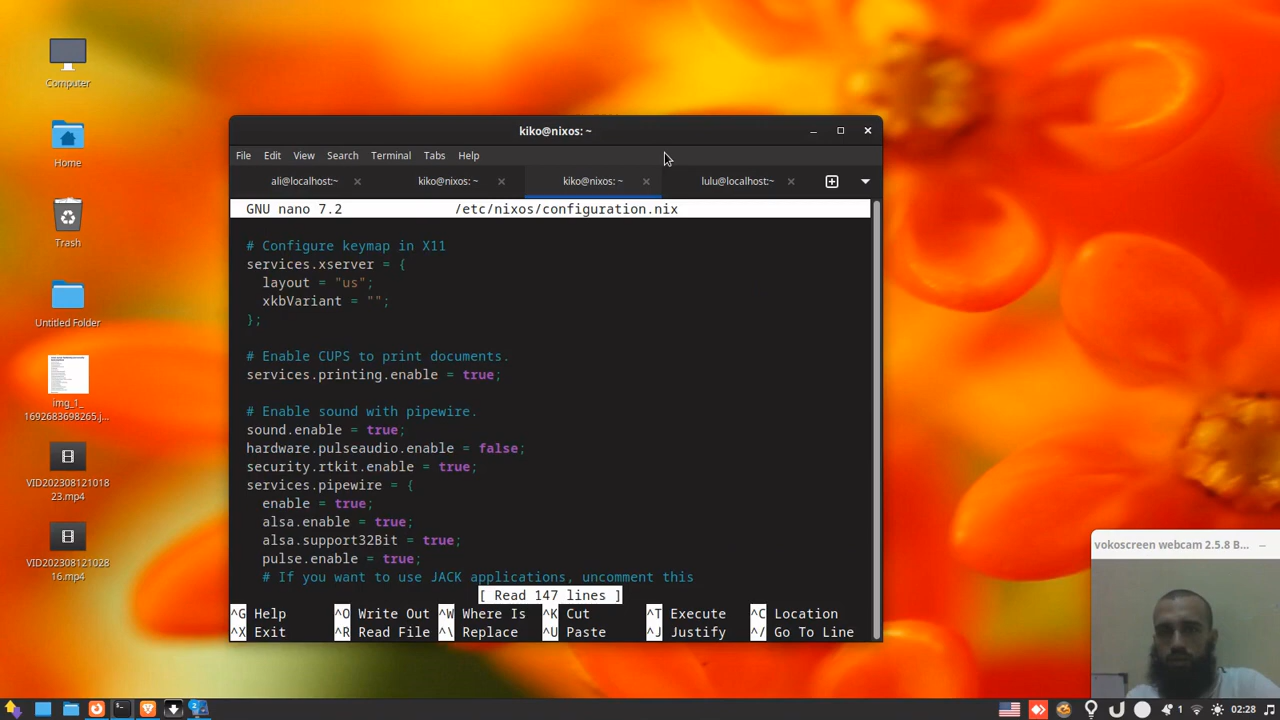 Computer
Home
Trash
Untitled Folder
img_1_
1692683698265.j...
VID202308121018
23.mp4
VID202308121028
16.mp4
kiko@nixos: ~
File Edit View Search Terminal Tabs Help
ali@localhost:~
kiko@nixos: ~
kiko@nixos: ~
lulu@localhost:~
GNU nano 7.2 /etc/nixos/configuration.nix
# Configure keymap in X11
services.xserver = {
layout = "us";
xkbVariant = "";
};
# Enable CUPS to print documents.
services.printing.enable = true;
# Enable sound with pipewire.
sound.enable = true;
hardware.pulseaudio.enable = false;
security.rtkit.enable = true;
services.pipewire = {
enable = true;
alsa.enable = true;
alsa.support32Bit = true;
pulse.enable = true;
# If you want to use JACK applications, uncomment this
[ Read 147 lines ]
^G Help ^O Write Out ^W Where Is ^K Cut ^T Execute ^C Location
^X Exit ^R Read File ^\ Replace ^U Paste ^J Justify ^/ Go To Line
vokoscreen webcam 2.5.8 B...
2
1
02:28